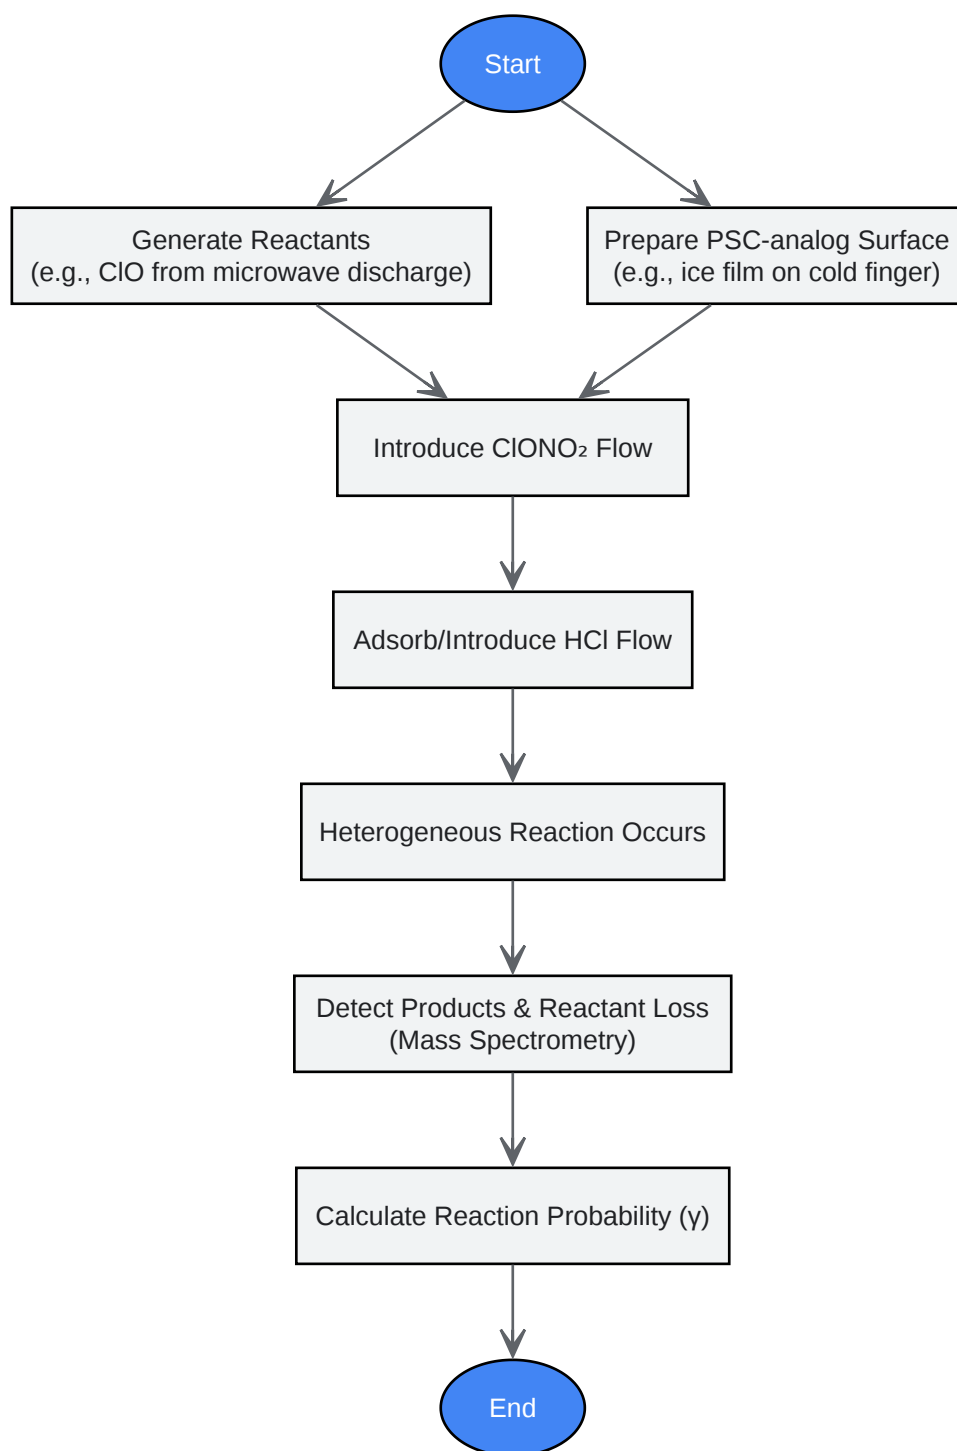 Start
Generate Reactants
(e.g., ClO from microwave discharge)
Prepare PSC-analog Surface
(e.g., ice film on cold finger)
Introduce ClONO₂ Flow
Adsorb/Introduce HCl Flow
Heterogeneous Reaction Occurs
Detect Products & Reactant Loss
(Mass Spectrometry)
Calculate Reaction Probability (γ)
End